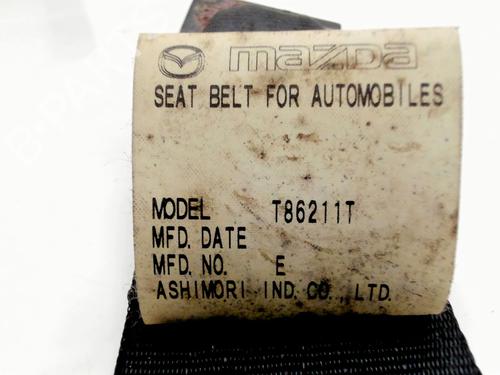 mazda
SEAT BELT FOR AUTOMOBILES
MODEL T86211T
MFD. DATE
MFD. NO. E
ASHIMORI IND. CO., LTD.